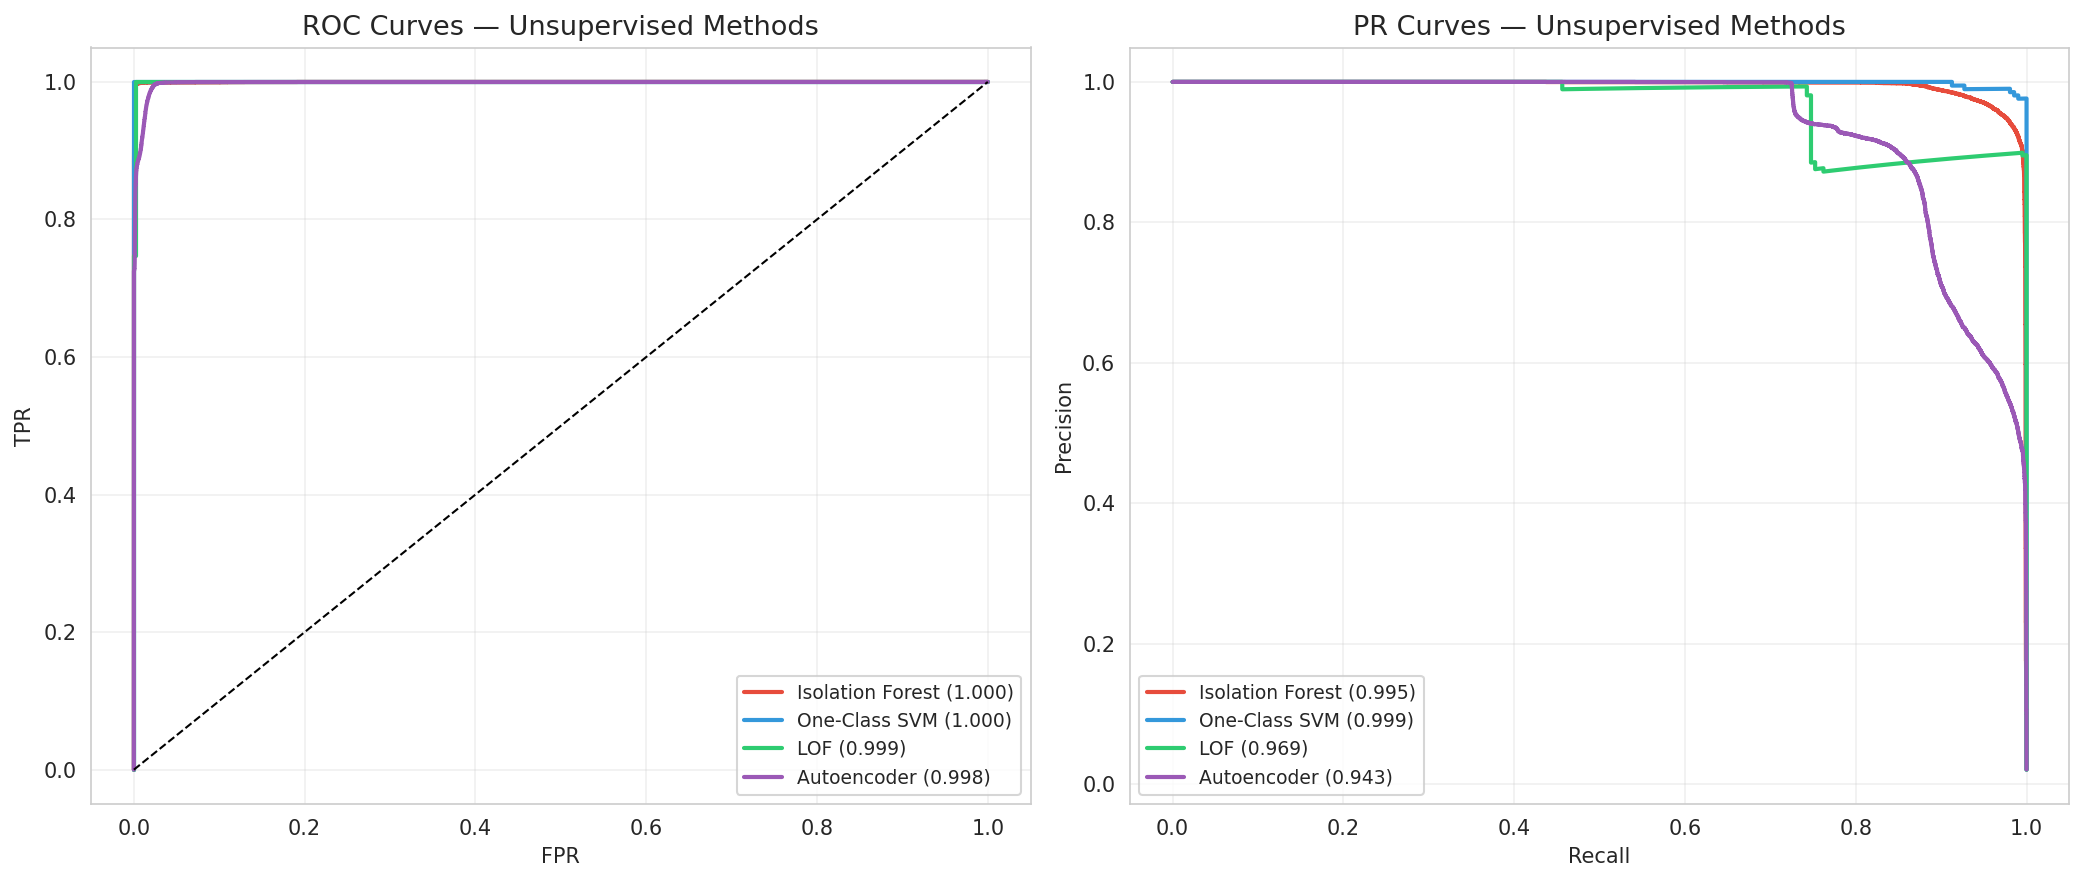 ROC Curves — Unsupervised Methods
1.0
0.8
0.6
0.4
0.2
0.0
TPR
0.0 0.2 0.4 0.6 0.8 1.0
FPR
Isolation Forest (1.000)
One-Class SVM (1.000)
LOF (0.999)
Autoencoder (0.998)
PR Curves — Unsupervised Methods
1.0
0.8
0.6
0.4
0.2
0.0
Precision
0.0 0.2 0.4 0.6 0.8 1.0
Recall
Isolation Forest (0.995)
One-Class SVM (0.999)
LOF (0.969)
Autoencoder (0.943)